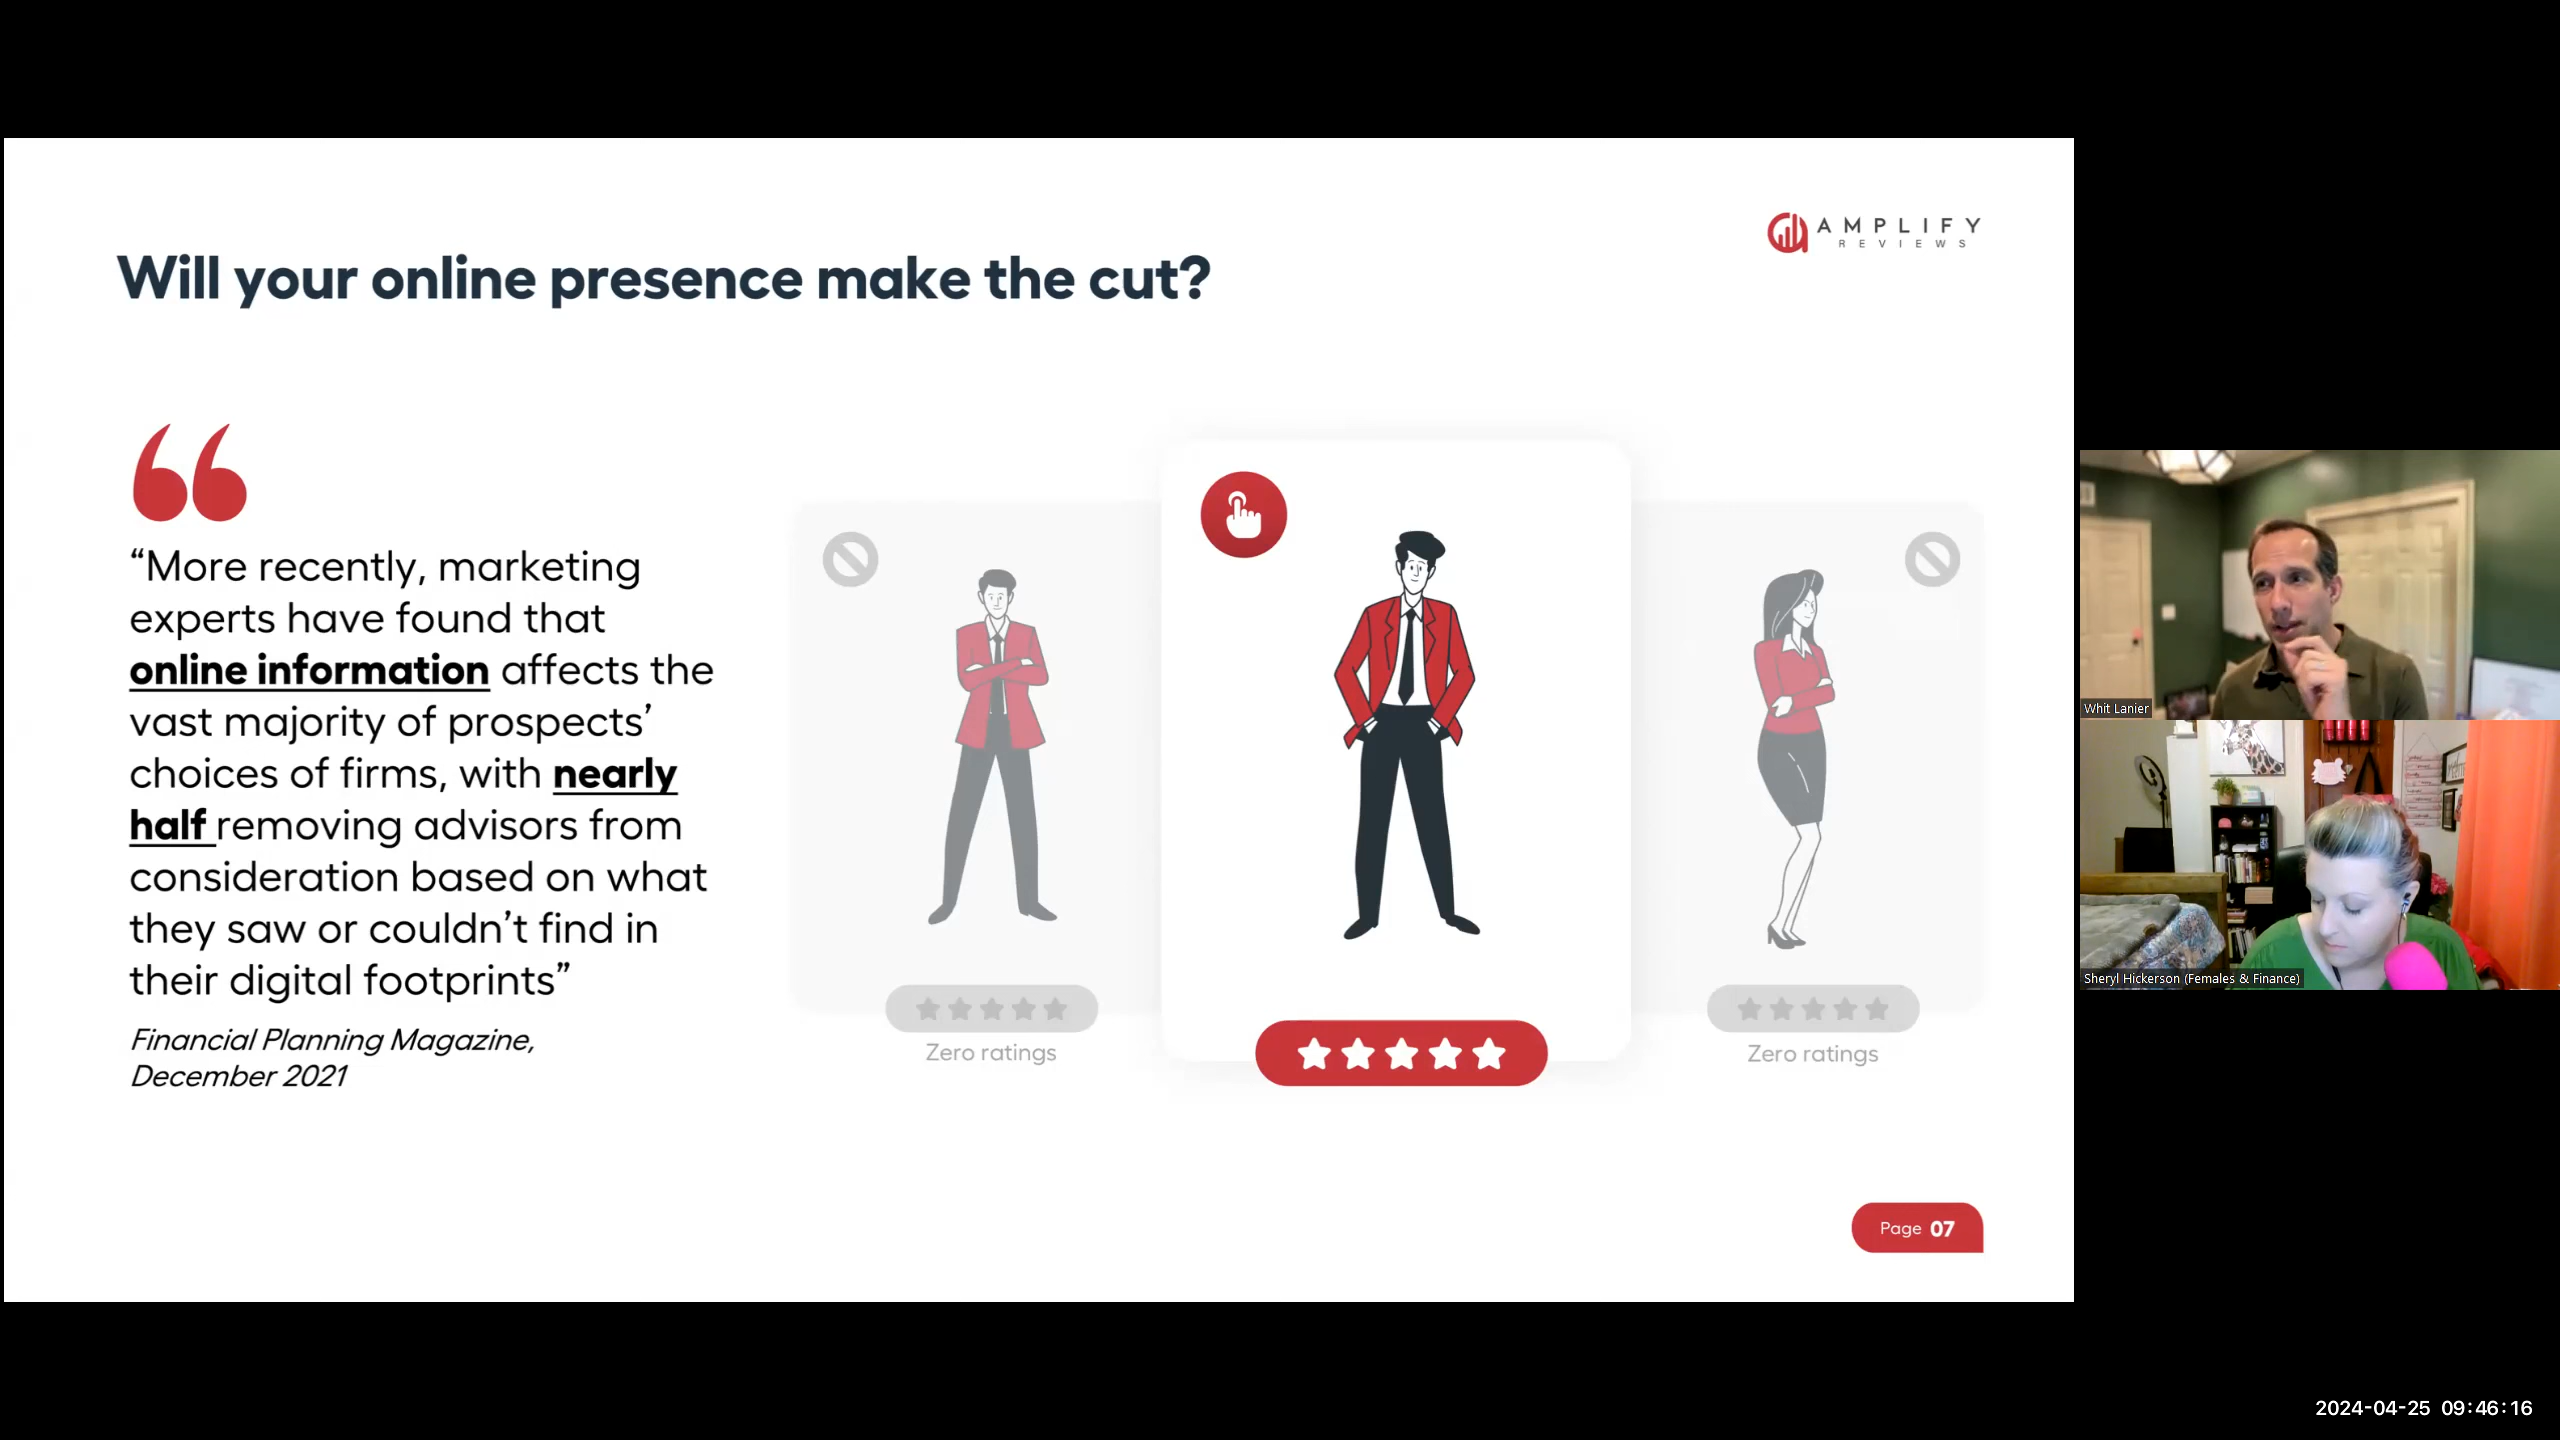 AMPLIFY
REVIEWS
Will your online presence make the cut?
“More recently, marketing
experts have found that
online information affects the
vast majority of prospects’
choices of firms, with nearly
half removing advisors from
consideration based on what
they saw or couldn’t find in
their digital footprints”
Financial Planning Magazine,
December 2021
Zero ratings
Zero ratings
Page 07
Whit Lanier
Sheryl Hickerson (Females & Finance)
2024-04-25 09:46:16